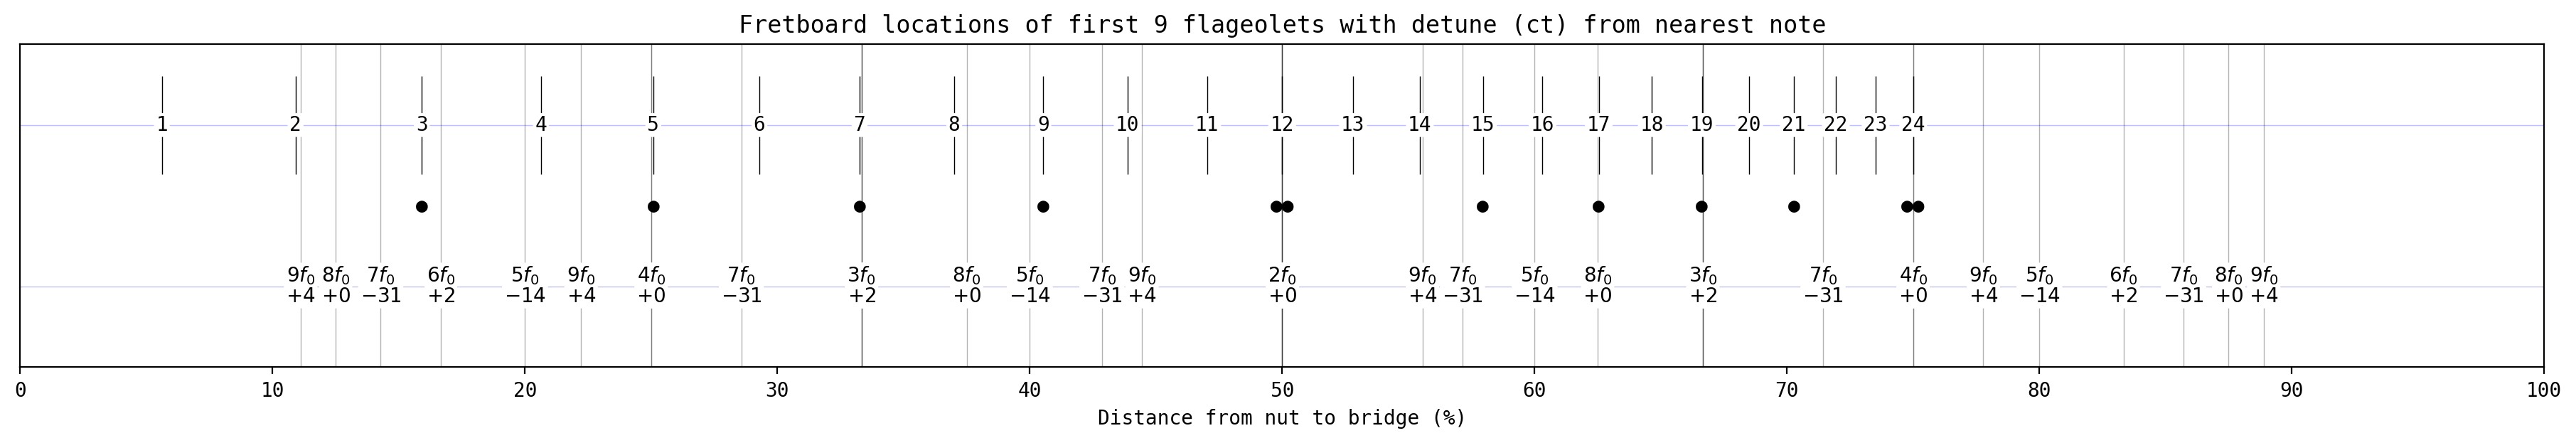 Fretboard locations of first 9 flageolets with detune (ct) from nearest note
1 2 3 4 5 6 7 8 9 10 11 12 13 14 15 16 17 18 19 20 21 22 23 24
9f₀ 8f₀ 7f₀ 6f₀ 5f₀ 9f₀ 4f₀ 7f₀ 3f₀ 8f₀ 5f₀ 7f₀ 9f₀ 2f₀ 9f₀ 7f₀ 5f₀ 8f₀ 3f₀ 7f₀ 4f₀ 9f₀ 5f₀ 6f₀ 7f₀ 8f₀ 9f₀
+4 +0 −31 +2 −14 +4 +0 −31 +2 +0 −14 −31 +4 +0 +4 −31 −14 +0 +2 −31 +0 +4 −14 +2 −31 +0 +4
0 10 20 30 40 50 60 70 80 90 100
Distance from nut to bridge (%)